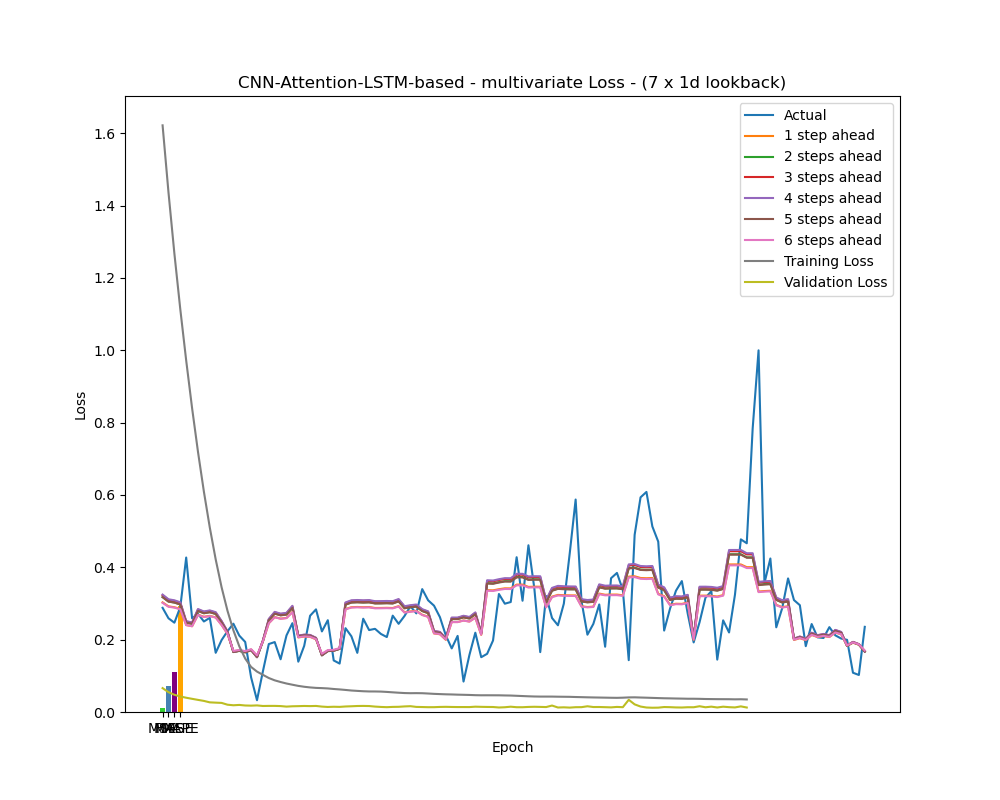 CNN-Attention-LSTM-based - multivariate Loss - (7 x 1d lookback)
Actual
1 step ahead
2 steps ahead
3 steps ahead
4 steps ahead
5 steps ahead
6 steps ahead
Training Loss
Validation Loss
1.6
1.4
1.2
1.0
0.8
0.6
0.4
0.2
0.0
Loss
Epoch